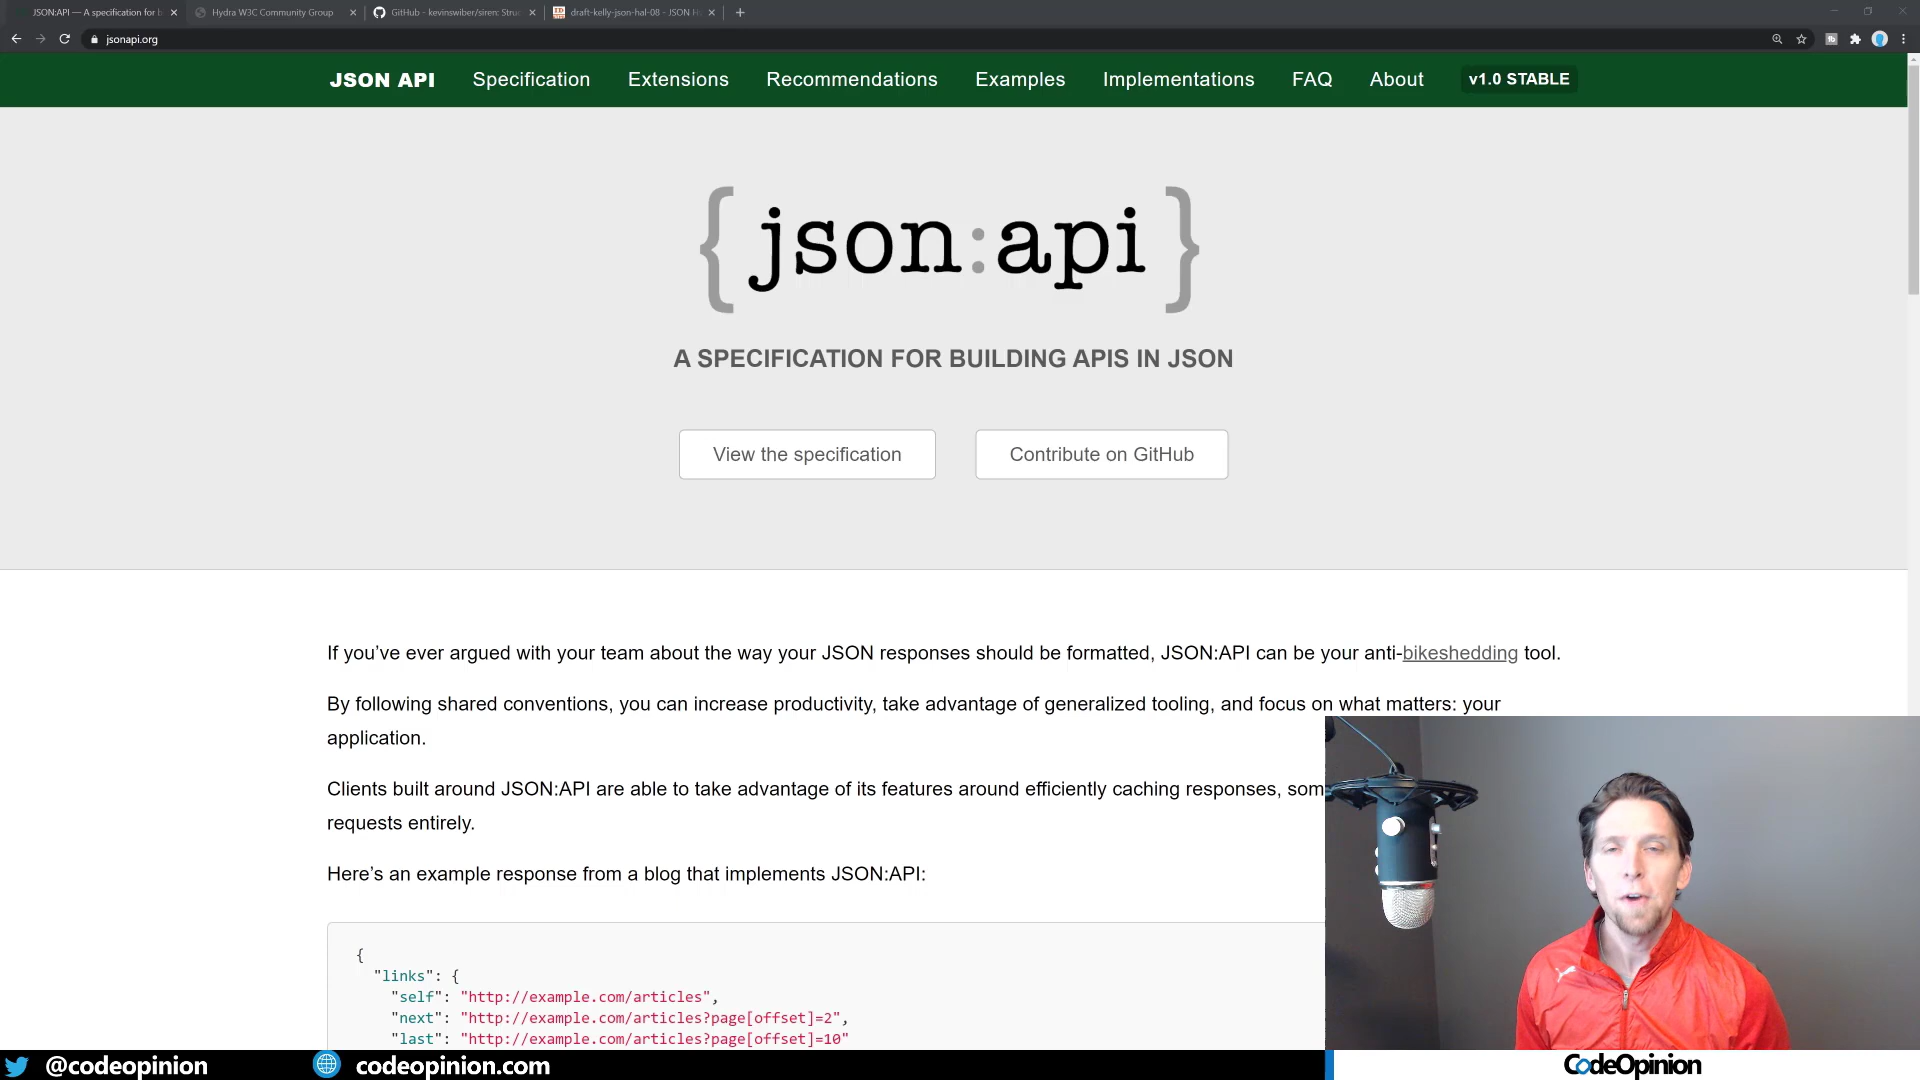 JSON:API — A specification for b
Hydra W3C Community Group
GitHub - kevinswiber/siren: Stru
draft-kelly-json-hal-08 - JSON H
jsonapi.org
JSON API Specification Extensions Recommendations Examples Implementations FAQ About v1.0 STABLE
{ json:api }
A SPECIFICATION FOR BUILDING APIS IN JSON
View the specification Contribute on GitHub
If you’ve ever argued with your team about the way your JSON responses should be formatted, JSON:API can be your anti-bikeshedding tool.
By following shared conventions, you can increase productivity, take advantage of generalized tooling, and focus on what matters: your
application.
Clients built around JSON:API are able to take advantage of its features around efficiently caching responses, som
requests entirely.
Here’s an example response from a blog that implements JSON:API:
{
"links": {
"self": "http://example.com/articles",
"next": "http://example.com/articles?page[offset]=2",
"last": "http://example.com/articles?page[offset]=10"
@codeopinion codeopinion.com CodeOpinion